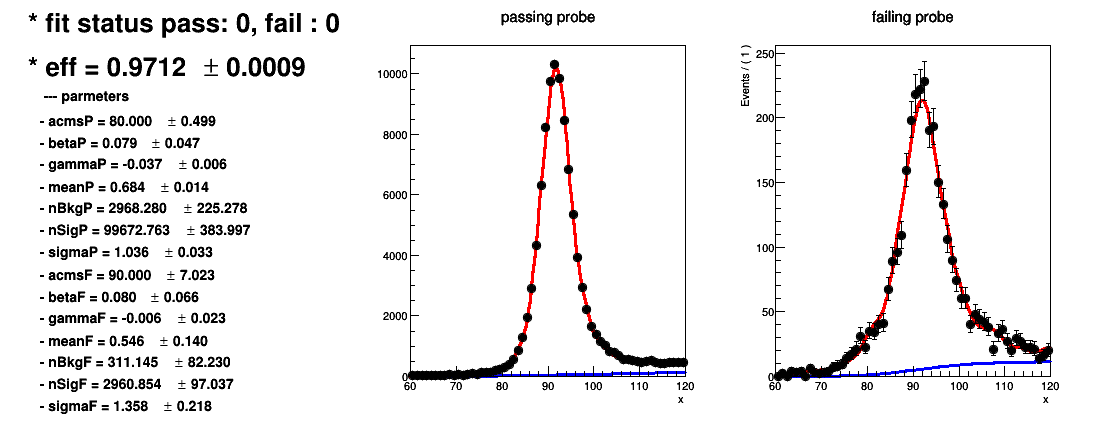 * fit status pass: 0, fail : 0
* eff = 0.9712 ± 0.0009
--- parmeters
- acmsP = 80.000 ± 0.499
- betaP = 0.079 ± 0.047
- gammaP = -0.037 ± 0.006
- meanP = 0.684 ± 0.014
- nBkgP = 2968.280 ± 225.278
- nSigP = 99672.763 ± 383.997
- sigmaP = 1.036 ± 0.033
- acmsF = 90.000 ± 7.023
- betaF = 0.080 ± 0.066
- gammaF = -0.006 ± 0.023
- meanF = 0.546 ± 0.140
- nBkgF = 311.145 ± 82.230
- nSigF = 2960.854 ± 97.037
- sigmaF = 1.358 ± 0.218
passing probe
10000
8000
6000
4000
2000
0
60 70 80 90 100 110 120
x
failing probe
Events / ( 1 )
250
200
150
100
50
0
60 70 80 90 100 110 120
x